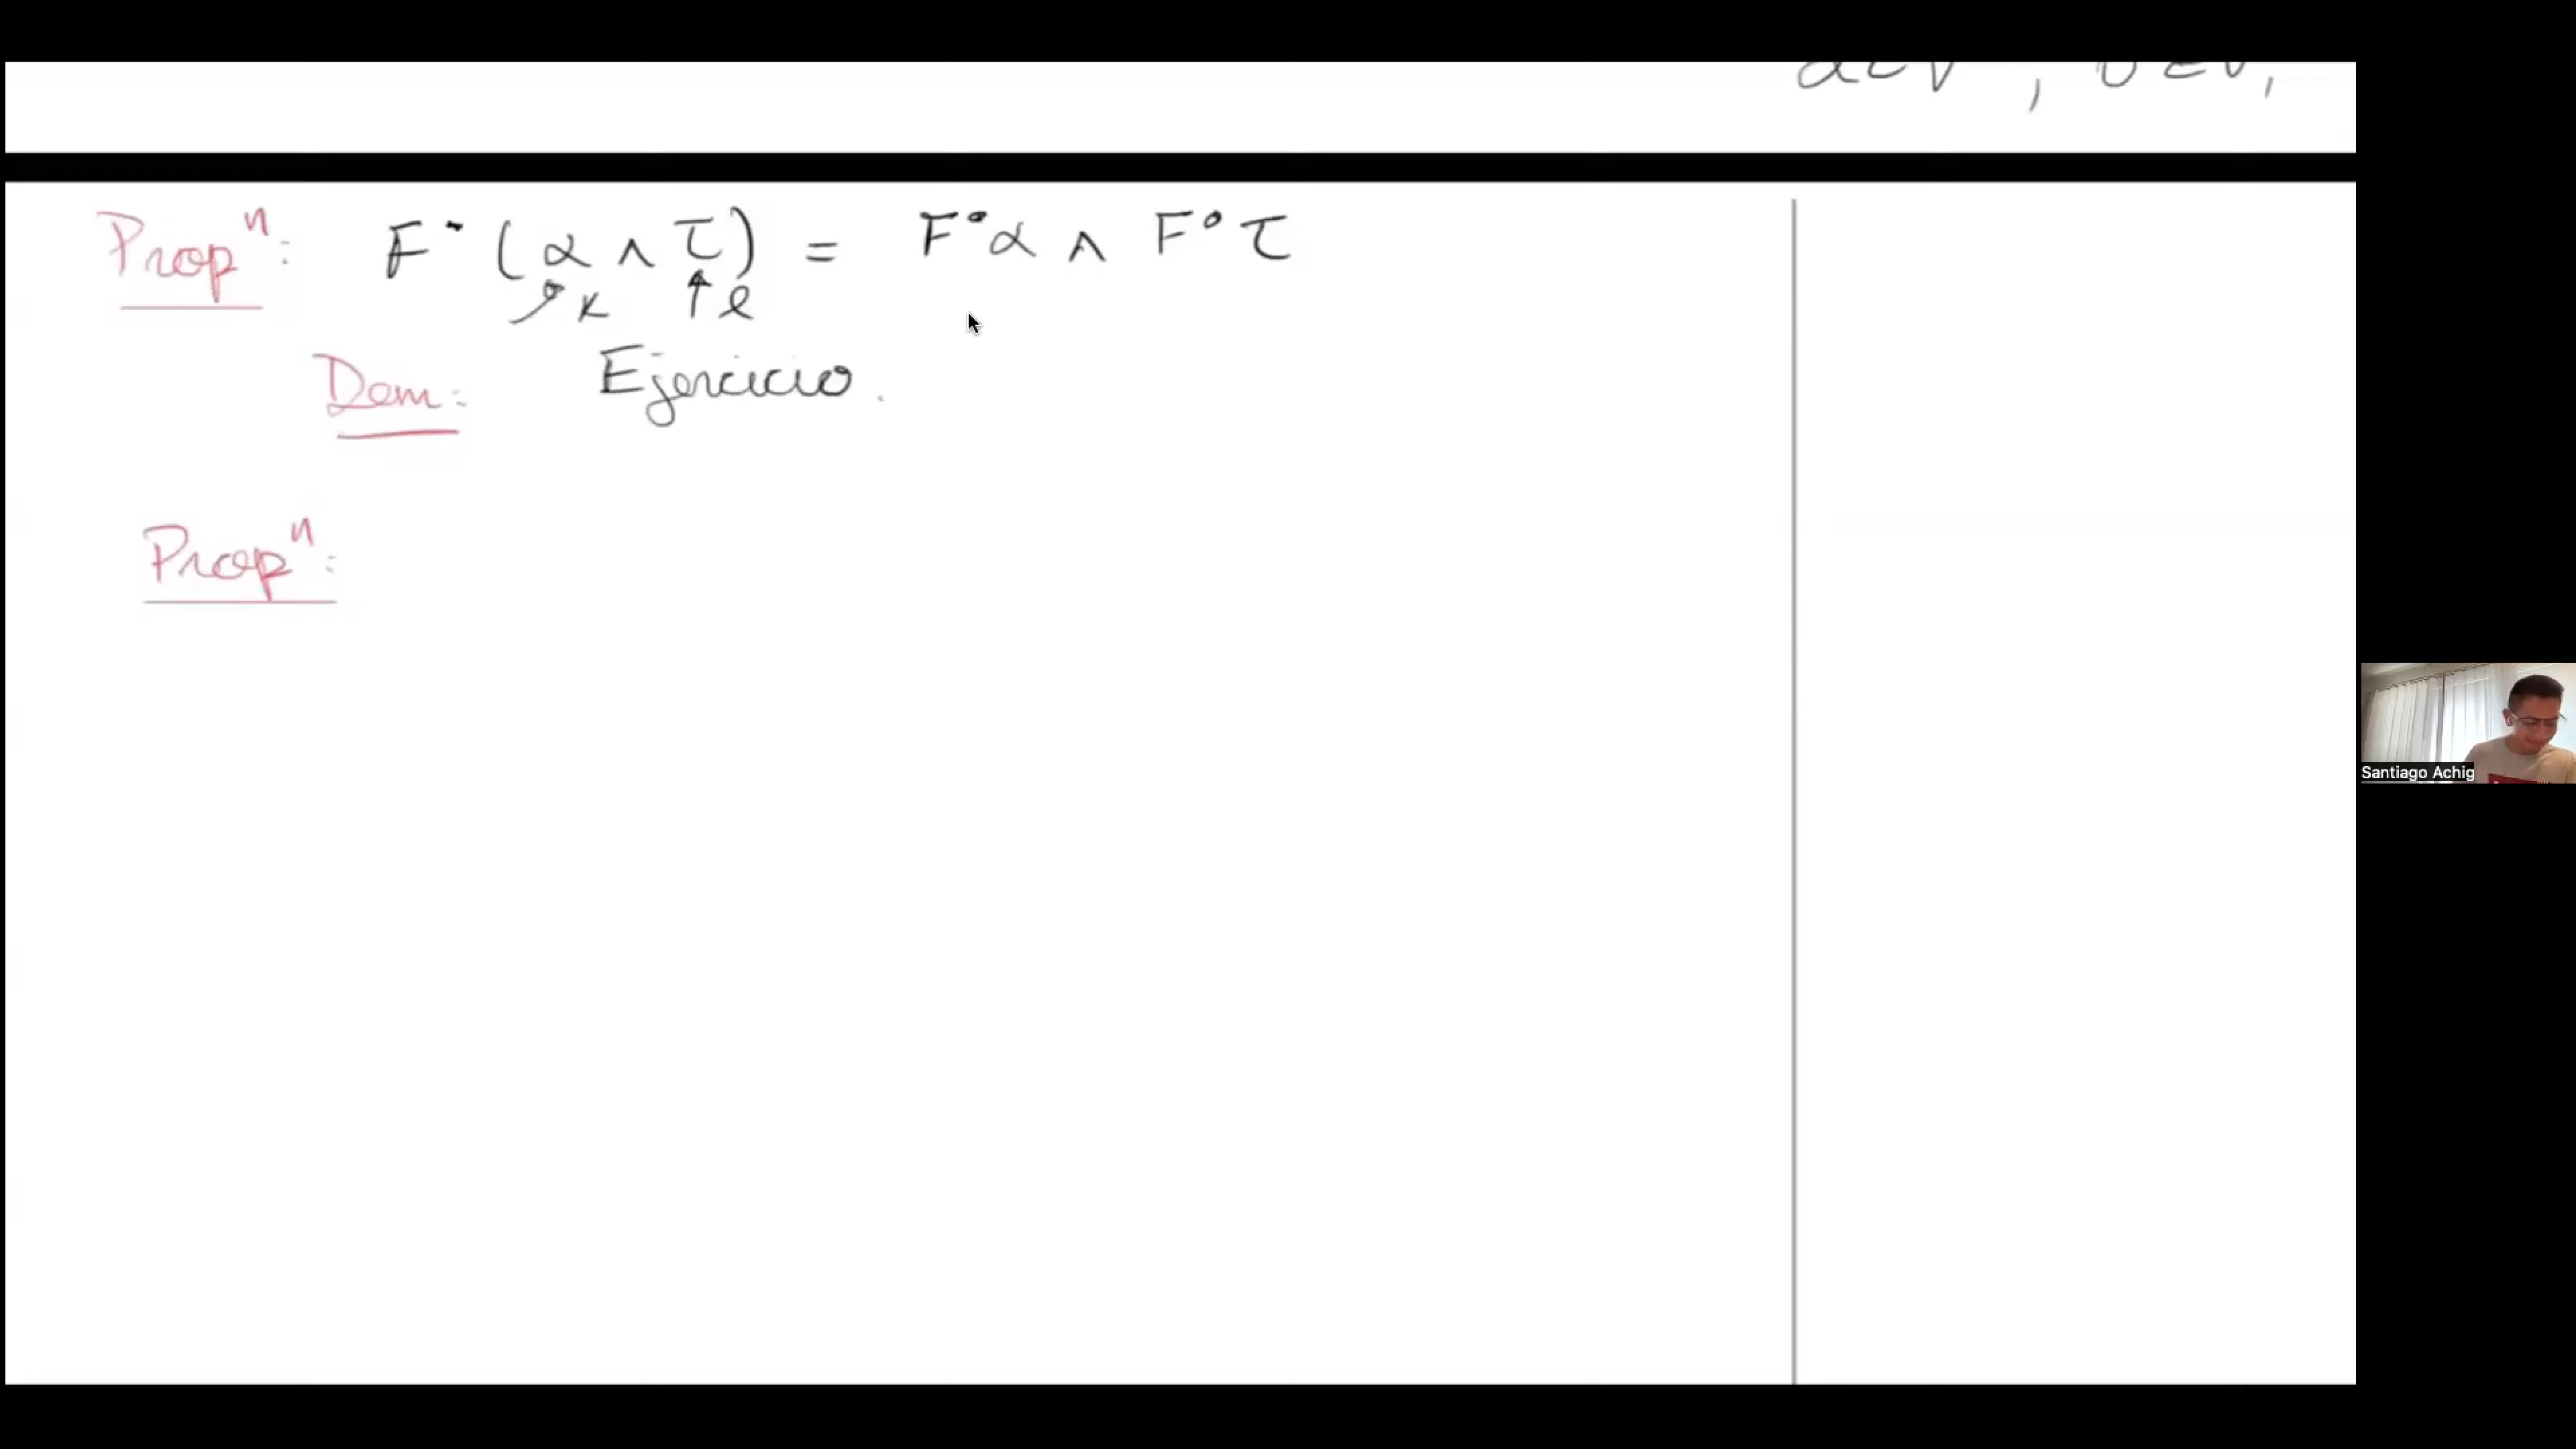 Propⁿ: F• (α ∧ τ) = F•α ∧ F•τ
k ℓ
Dem: Ejercicio.
Propⁿ:
Santiago Achig